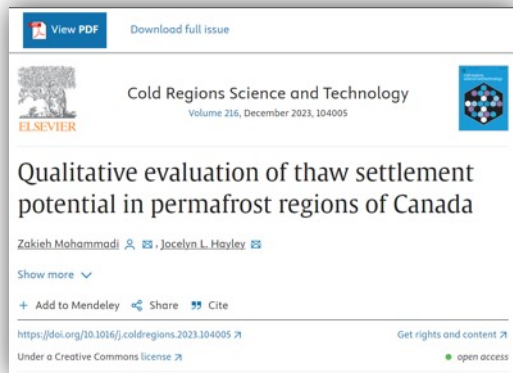 View PDF
Download full issue
ELSEVIER
Cold Regions Science and Technology
Volume 216, December 2023, 104005
Qualitative evaluation of thaw settlement
potential in permafrost regions of Canada
Zakieh Mohammadi, Jocelyn L. Hayley
Show more
+ Add to Mendeley Share Cite
https://doi.org/10.1016/j.coldregions.2023.104005
Get rights and content
Under a Creative Commons license
open access